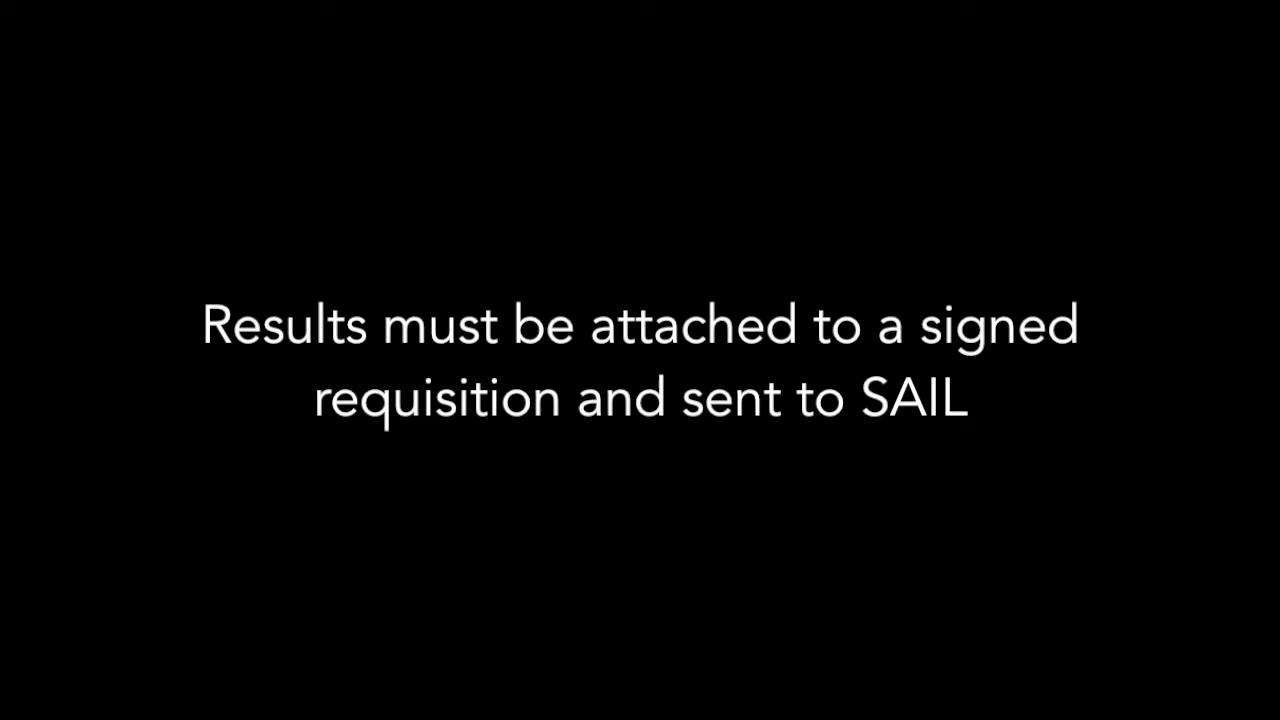 Results must be attached to a signed
requisition and sent to SAIL